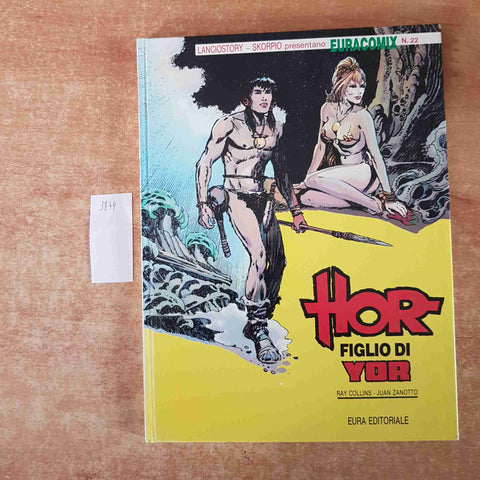 LANCIOSTORY - SKORPIO presentano EURACOMIX N. 22
HOR
FIGLIO DI
YOR
RAY COLLINS - JUAN ZANOTTO
EURA EDITORIALE